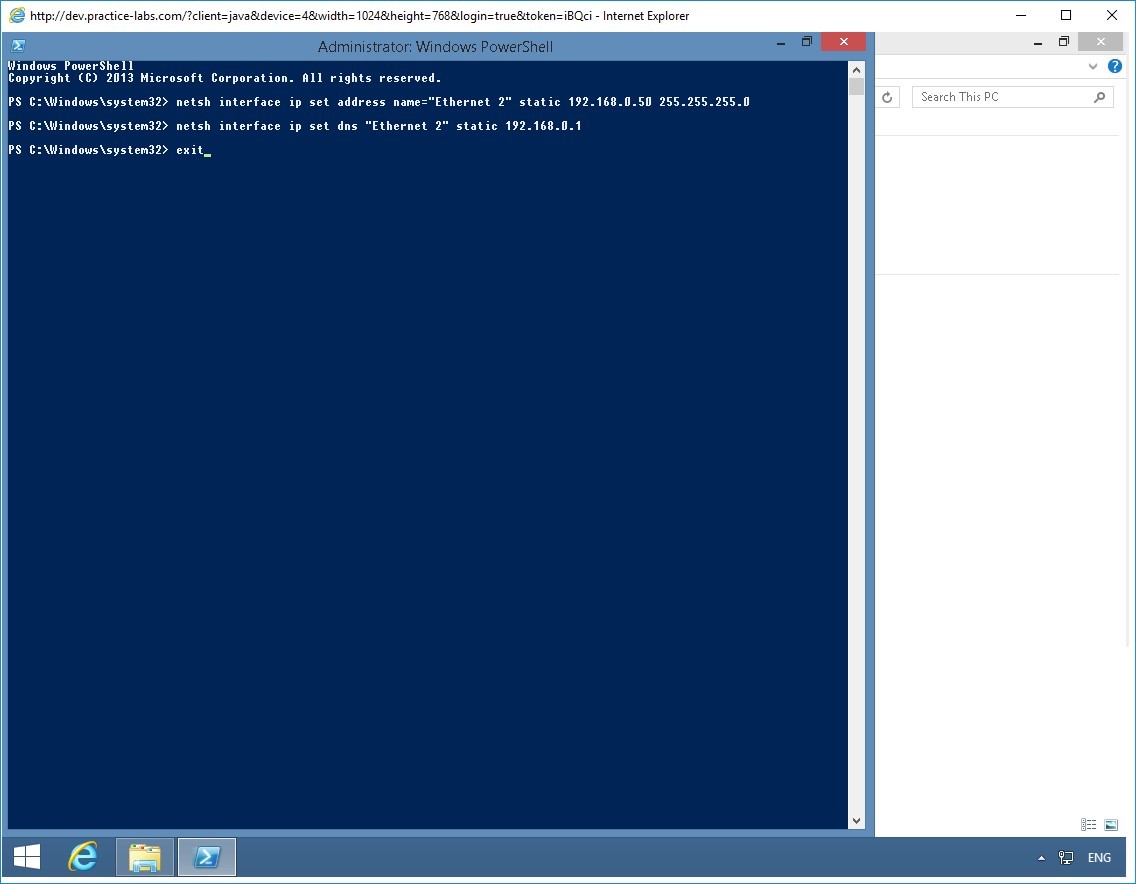 http://dev.practice-labs.com/?client=java&device=4&width=1024&height=768&login=true&token=iBQci - Internet Explorer
Administrator: Windows PowerShell
Windows PowerShell
Copyright (C) 2013 Microsoft Corporation. All rights reserved.
PS C:\Windows\system32> netsh interface ip set address name="Ethernet 2" static 192.168.0.50 255.255.255.0
PS C:\Windows\system32> netsh interface ip set dns "Ethernet 2" static 192.168.0.1
PS C:\Windows\system32> exit
Search This PC
ENG